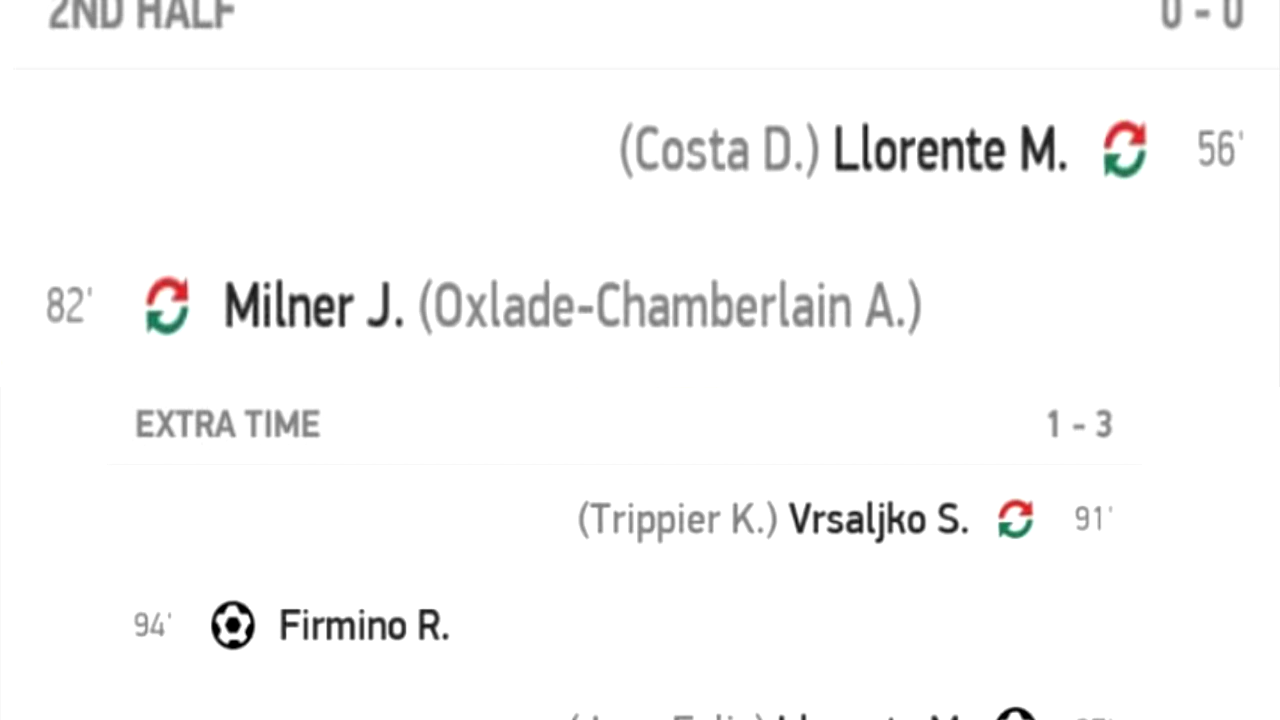 2ND HALF 0 - 0
(Costa D.) Llorente M. 56'
82' Milner J. (Oxlade-Chamberlain A.)
EXTRA TIME 1 - 3
(Trippier K.) Vrsaljko S. 91'
94' Firmino R.